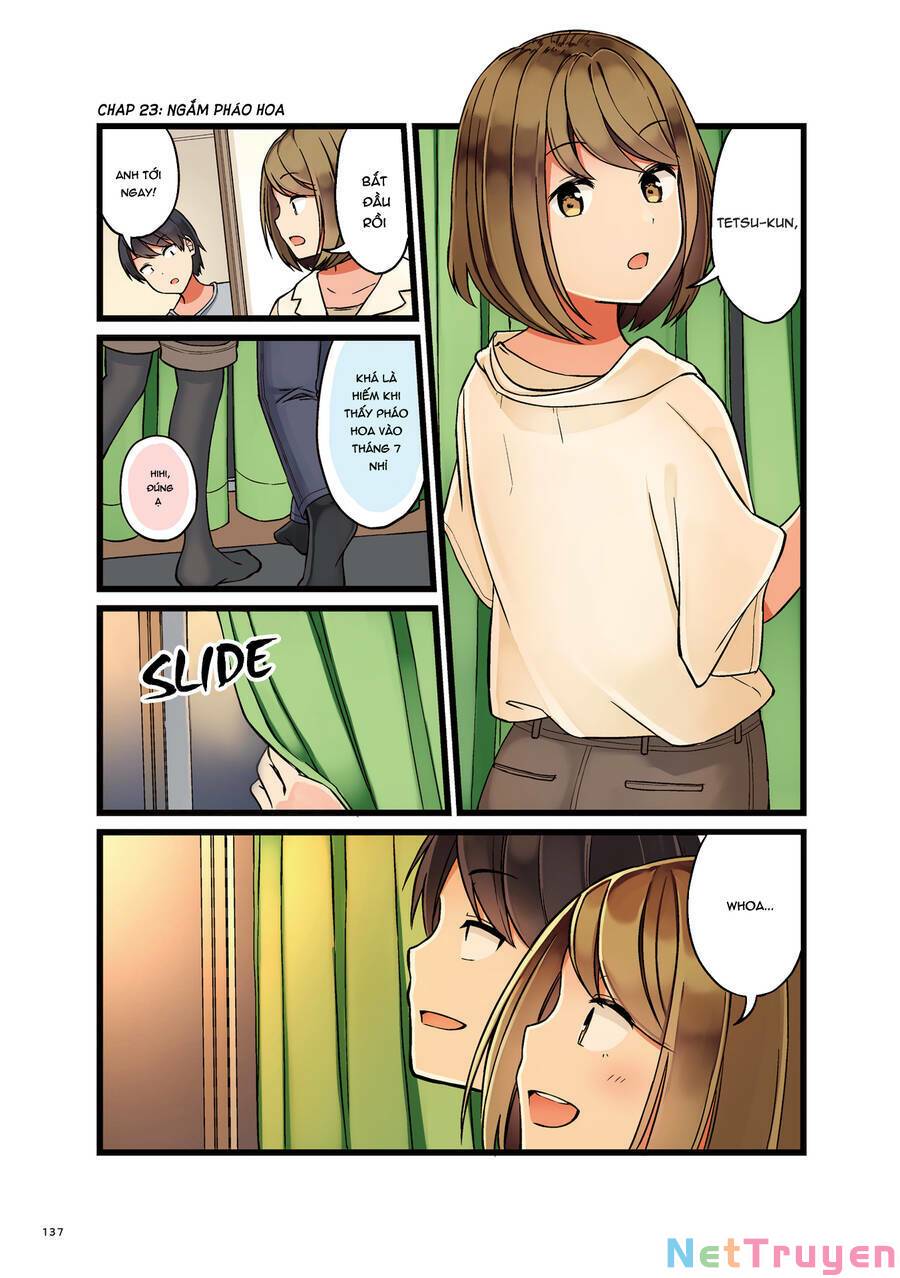 CHAP 23: NGẮM PHÁO HOA
TETSU-KUN,
BẮT
ĐẦU
RỒI
ANH TỚI
NGAY!
KHÁ LÀ
HIẾM KHI
THẤY PHÁO
HOA VÀO
THÁNG 7
NHỈ
HIHI,
ĐÚNG
Ạ
SLIDE
WHOA...
137
NetTruyen